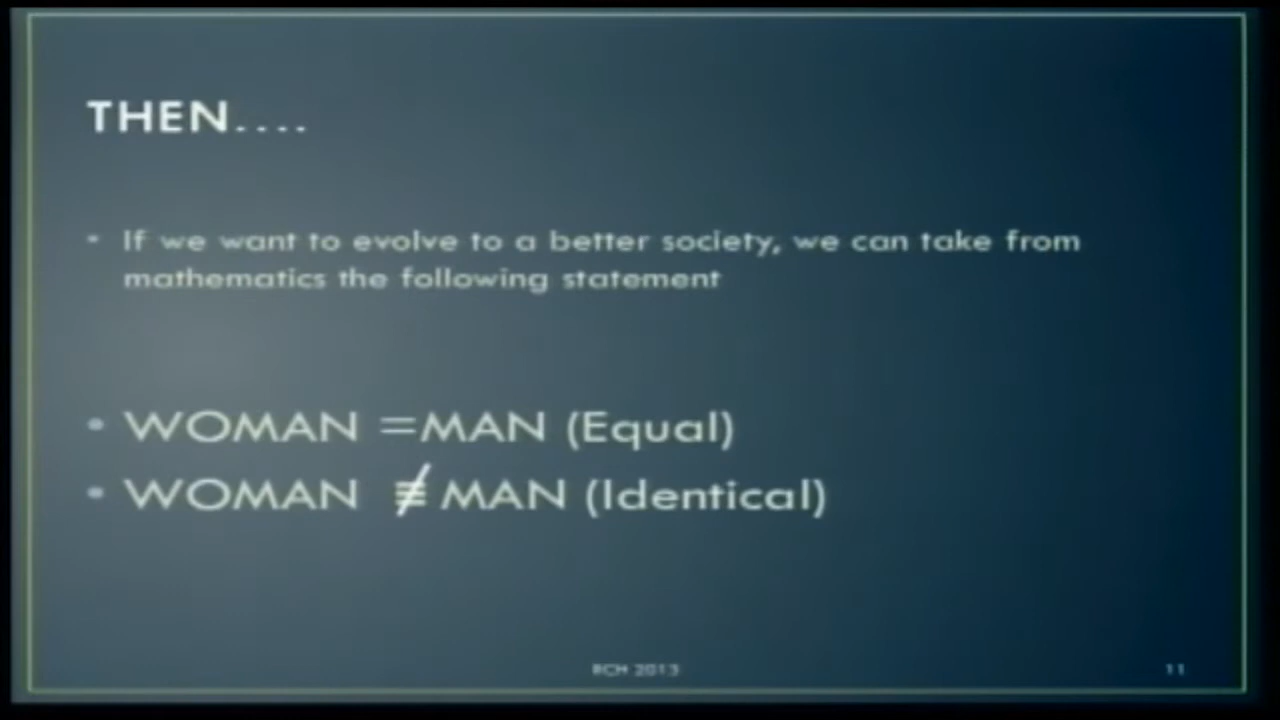 THEN....
• If we want to evolve to a better society, we can take from
mathematics the following statement
• WOMAN =MAN (Equal)
• WOMAN ≢ MAN (Identical)
RCH 2013
11